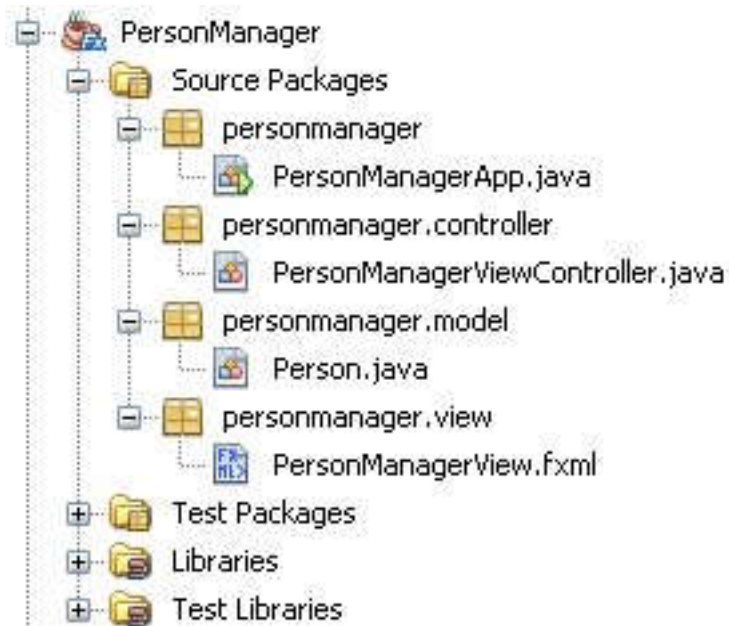 PersonManager
Source Packages
personmanager
PersonManagerApp.java
personmanager.controller
PersonManagerViewController.java
personmanager.model
Person.java
personmanager.view
PersonManagerView.fxml
Test Packages
Libraries
Test Libraries